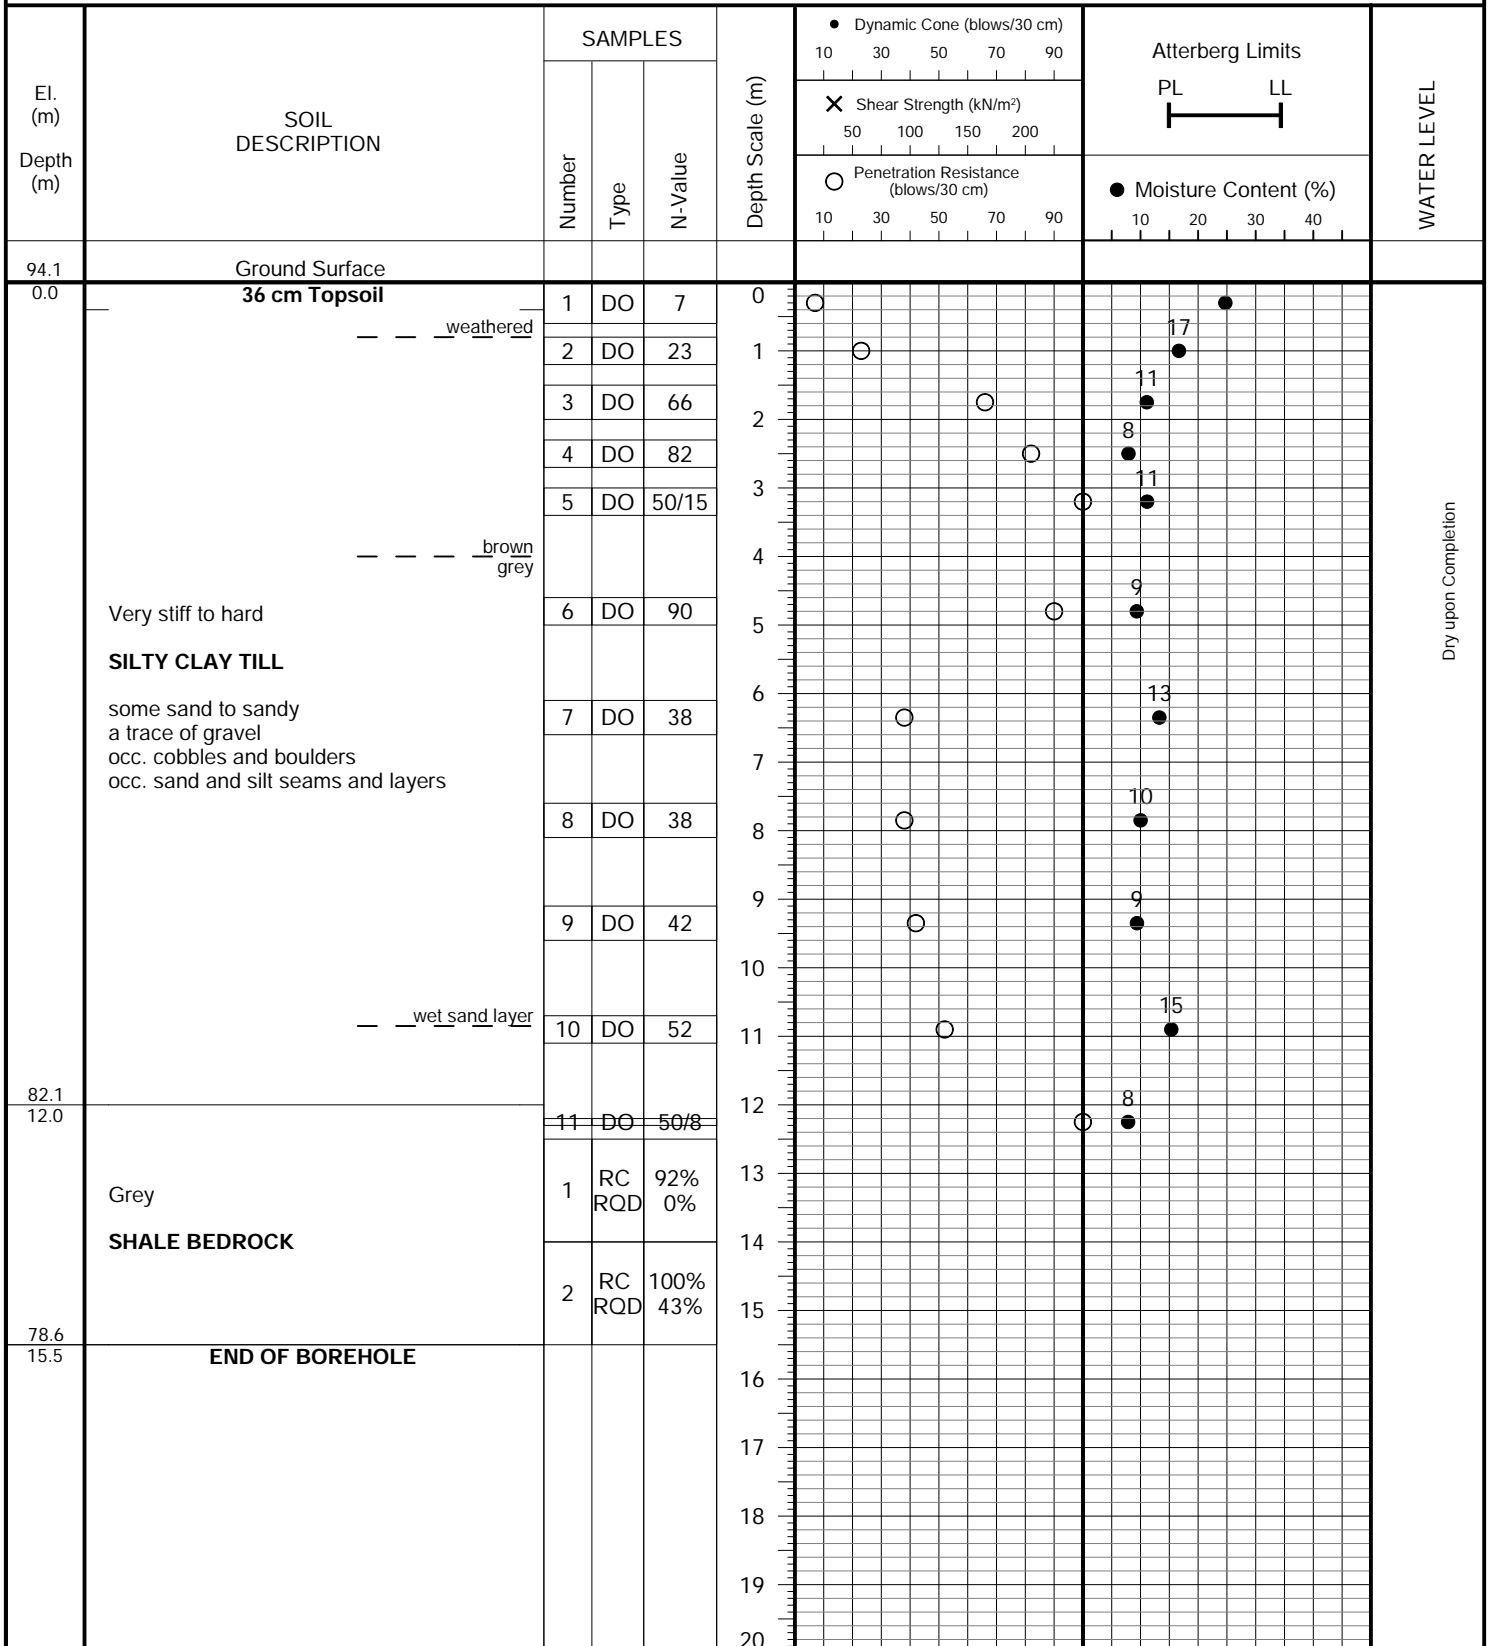 El.
(m)
Depth
(m)
SOIL
DESCRIPTION
SAMPLES
Number
Type
N-Value
Depth Scale (m)
Dynamic Cone (blows/30 cm)
10 30 50 70 90
Shear Strength (kN/m²)
50 100 150 200
Penetration Resistance
(blows/30 cm)
10 30 50 70 90
Atterberg Limits
PL LL
Moisture Content (%)
10 20 30 40
WATER LEVEL
94.1
Ground Surface
0.0
36 cm Topsoil
1 DO 7
0
weathered
17
2 DO 23
1
11
3 DO 66
2
8
4 DO 82
3
11
5 DO 50/15
brown
4
grey
Dry upon Completion
9
Very stiff to hard
6 DO 90
5
SILTY CLAY TILL
6
13
some sand to sandy
7 DO 38
a trace of gravel
occ. cobbles and boulders
7
occ. sand and silt seams and layers
10
8 DO 38
8
9
9
9 DO 42
10
15
wet sand layer
10 DO 52
11
82.1
12.0
12
8
11 DO 50/8
13
1 RC 92%
RQD 0%
Grey
SHALE BEDROCK
14
2 RC 100%
RQD 43%
15
78.6
15.5
END OF BOREHOLE
16
17
18
19
20